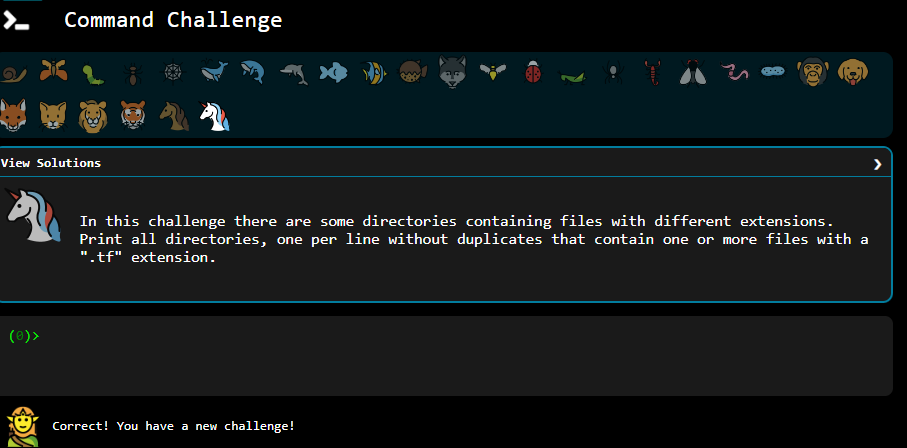 Command Challenge
View Solutions
In this challenge there are some directories containing files with different extensions.
Print all directories, one per line without duplicates that contain one or more files with a
".tf" extension.
(0)>
Correct! You have a new challenge!